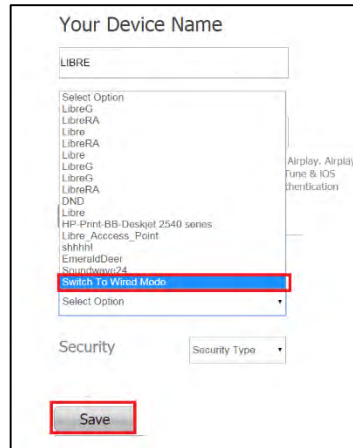 Your Device Name
LIBRE
Select Option
LibreG
LibreRA
Libre
LibreRA
Libre
LibreG
LibreG
LibreRA
DND
Libre
HP-Print-BB-Deskjet 2540 series
Libre_Acccess_Point
shhhh!
EmeraldDeer
Soundwave24
Switch To Wired Mode
Select Option
Airplay. Airplay
Tune & IOS
thentication
Security
Security Type
Save